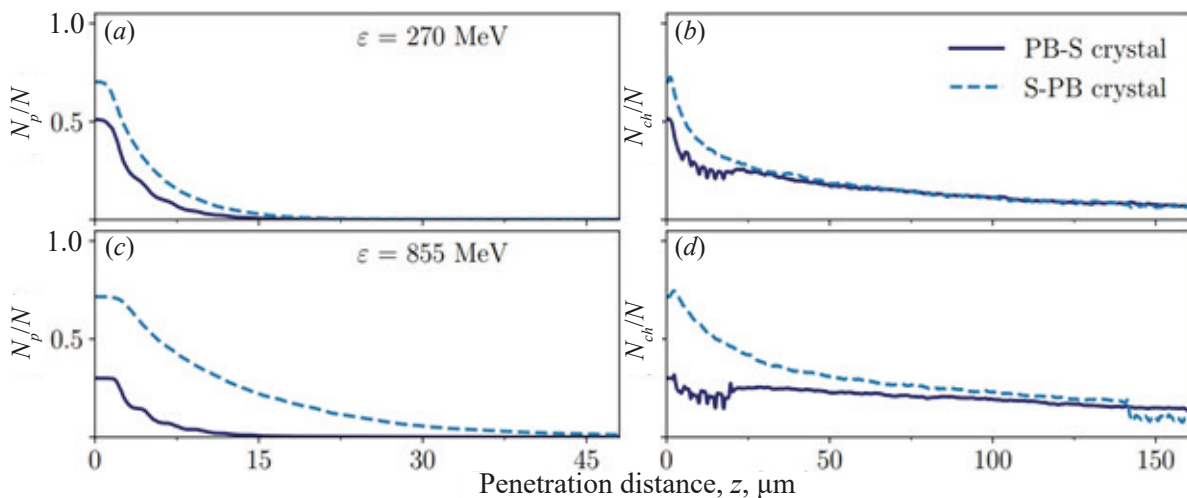 1.0
(a)
ε = 270 MeV
N_p/N
0.5
(b)
PB-S crystal
S-PB crystal
N_ch/N
1.0
(c)
ε = 855 MeV
N_p/N
0.5
(d)
N_ch/N
0 15 30 45 0 50 100 150
Penetration distance, z, μm